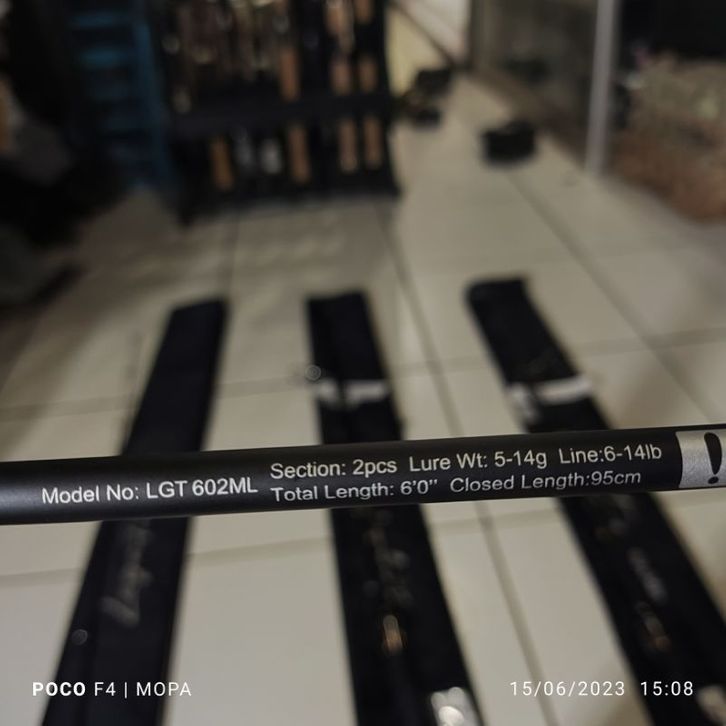 Model No: LGT 602ML
Section: 2pcs Lure Wt: 5-14g Line:6-14lb
Total Length: 6'0" Closed Length:95cm
POCO F4 | MOPA
15/06/2023 15:08